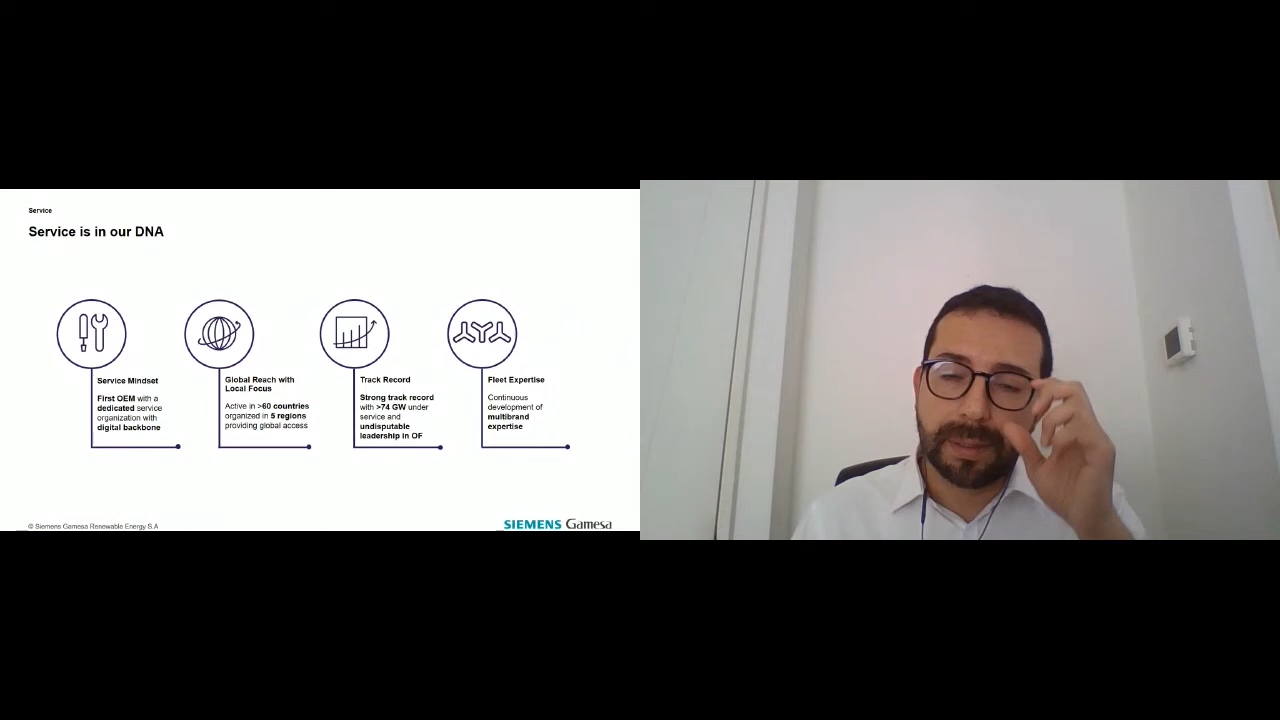 Service
Service is in our DNA
Service Mindset
First OEM with a
dedicated service
organization with
digital backbone
Global Reach with
Local Focus
Active in >60 countries
organized in 5 regions
providing global access
Track Record
Strong track record
with >74 GW under
service and
undisputable
leadership in OF
Fleet Expertise
Continuous
development of
multibrand
expertise
© Siemens Gamesa Renewable Energy S.A
SIEMENS Gamesa